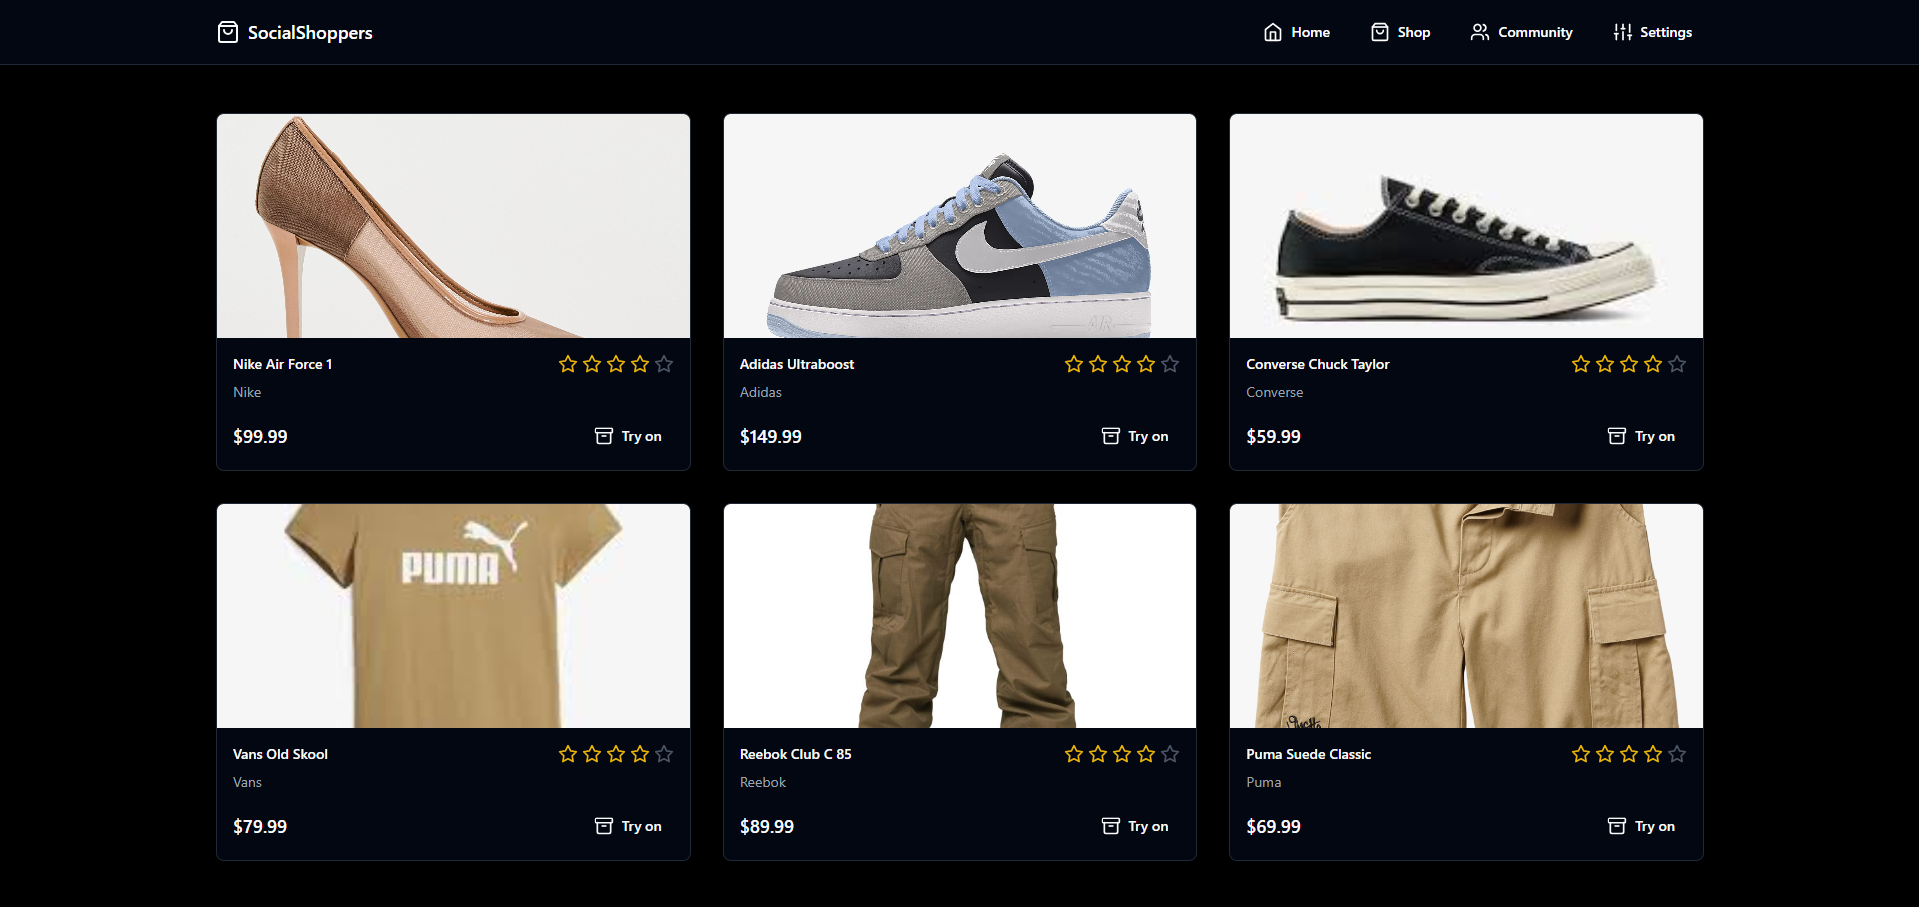 SocialShoppers
Home
Shop
Community
Settings
Nike Air Force 1
Nike
$99.99
Try on
AIR
Adidas Ultraboost
Adidas
$149.99
Try on
Converse Chuck Taylor
Converse
$59.99
Try on
PUMA
Vans Old Skool
Vans
$79.99
Try on
Reebok Club C 85
Reebok
$89.99
Try on
Puma Suede Classic
Puma
$69.99
Try on